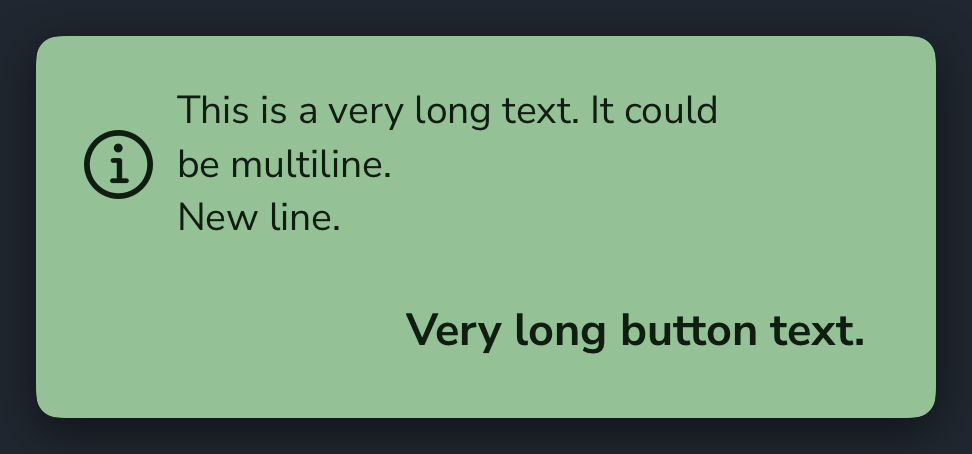 This is a very long text. It could
be multiline.
New line.
Very long button text.